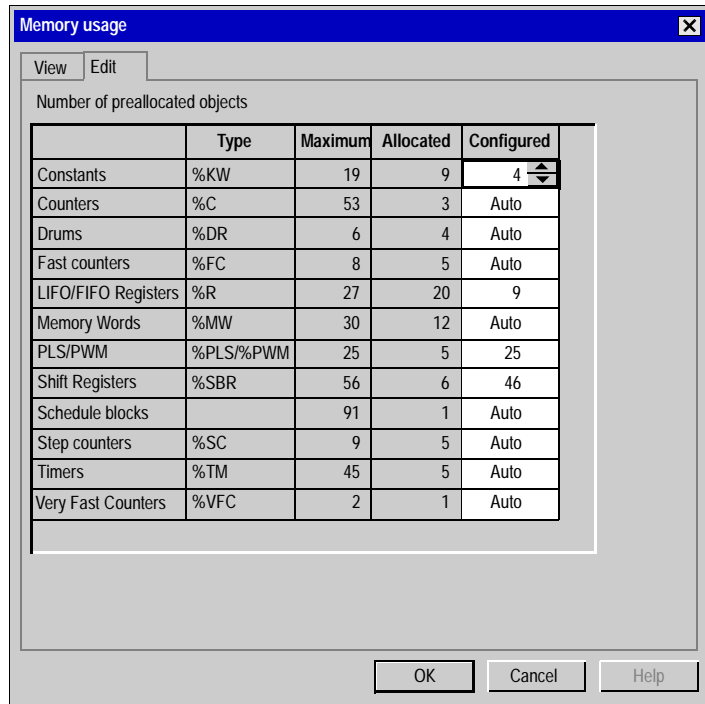 Memory usage
View Edit
Number of preallocated objects
Type Maximum Allocated Configured
Constants %KW 19 9 4
Counters %C 53 3 Auto
Drums %DR 6 4 Auto
Fast counters %FC 8 5 Auto
LIFO/FIFO Registers %R 27 20 9
Memory Words %MW 30 12 Auto
PLS/PWM %PLS/%PWM 25 5 25
Shift Registers %SBR 56 6 46
Schedule blocks 91 1 Auto
Step counters %SC 9 5 Auto
Timers %TM 45 5 Auto
Very Fast Counters %VFC 2 1 Auto
OK Cancel Help